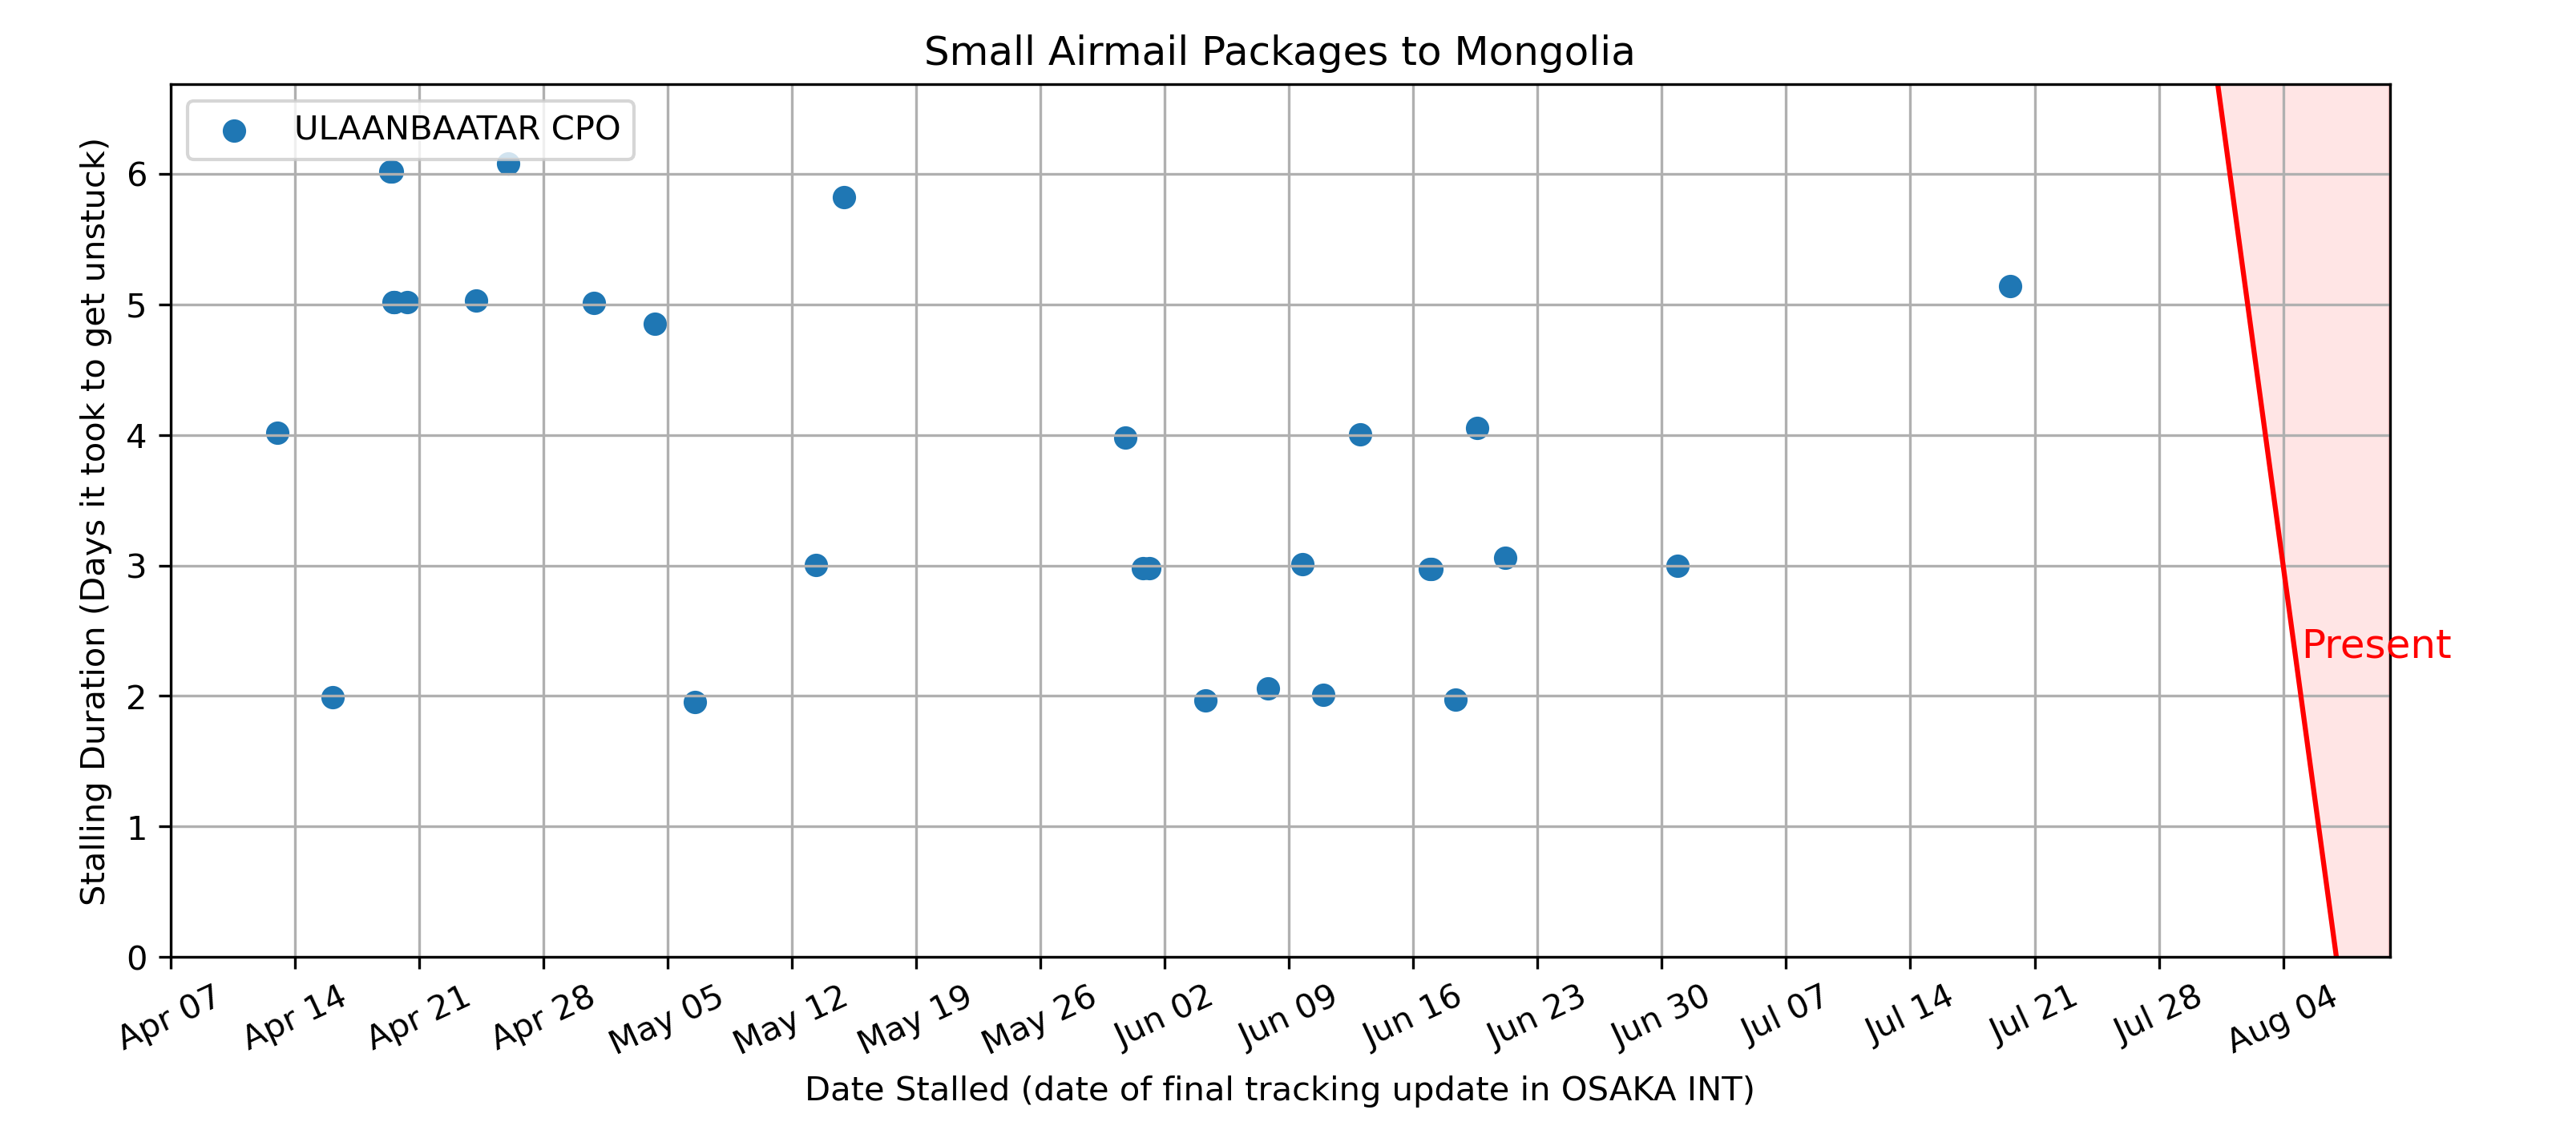 Small Airmail Packages to Mongolia
ULAANBAATAR CPO
Stalling Duration (Days it took to get unstuck)
6
5
4
3
2
1
0
Present
Apr 07
Apr 14
Apr 21
Apr 28
May 05
May 12
May 19
May 26
Jun 02
Jun 09
Jun 16
Jun 23
Jun 30
Jul 07
Jul 14
Jul 21
Jul 28
Aug 04
Date Stalled (date of final tracking update in OSAKA INT)